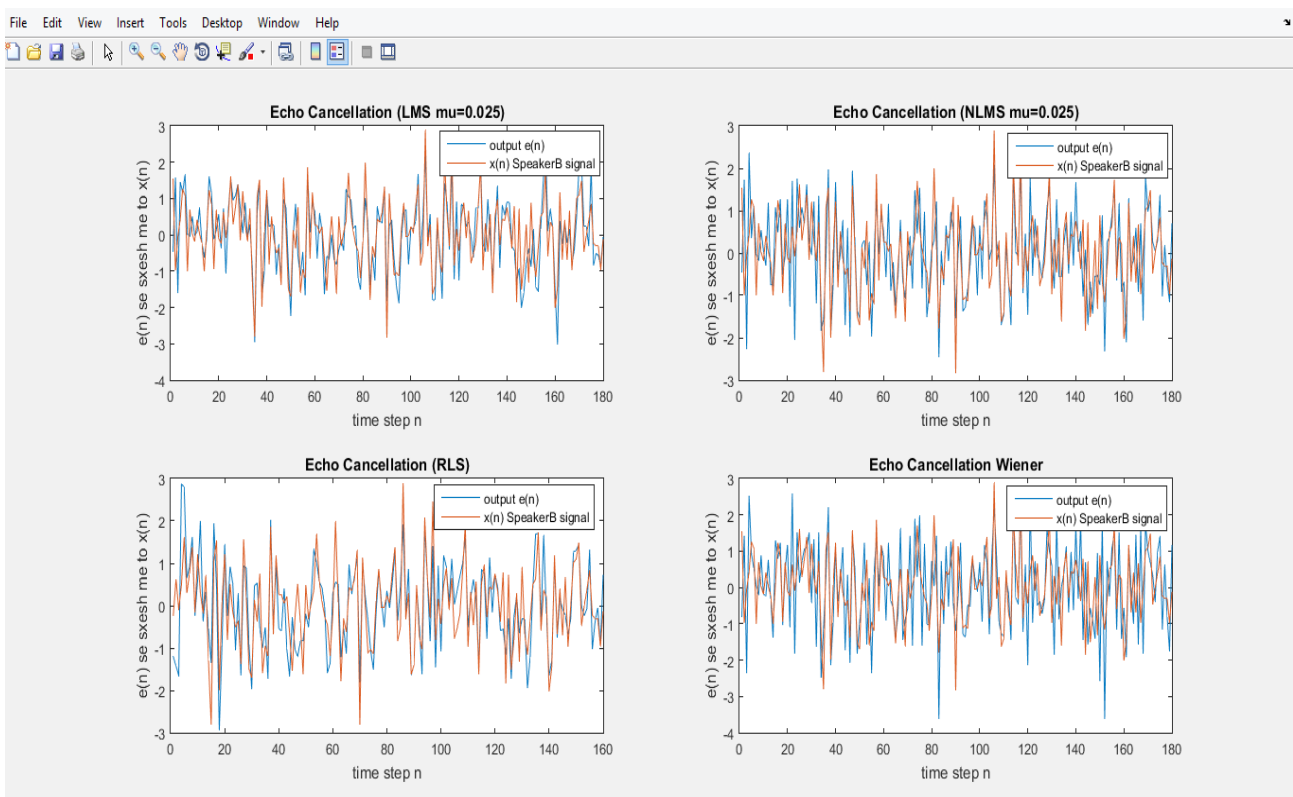 File Edit View Insert Tools Desktop Window Help
Echo Cancellation (LMS mu=0.025)
e(n) se sxesh me to x(n)
3
2
1
0
-1
-2
-3
-4
output e(n)
x(n) SpeakerB signal
0 20 40 60 80 100 120 140 160 180
time step n
Echo Cancellation (NLMS mu=0.025)
e(n) se sxesh me to x(n)
3
2
1
0
-1
-2
-3
output e(n)
x(n) SpeakerB signal
0 20 40 60 80 100 120 140 160 180
time step n
Echo Cancellation (RLS)
e(n) se sxesh me to x(n)
3
2
1
0
-1
-2
-3
output e(n)
x(n) SpeakerB signal
0 20 40 60 80 100 120 140 160
time step n
Echo Cancellation Wiener
e(n) se sxesh me to x(n)
3
2
1
0
-1
-2
-3
-4
output e(n)
x(n) SpeakerB signal
0 20 40 60 80 100 120 140 160 180
time step n